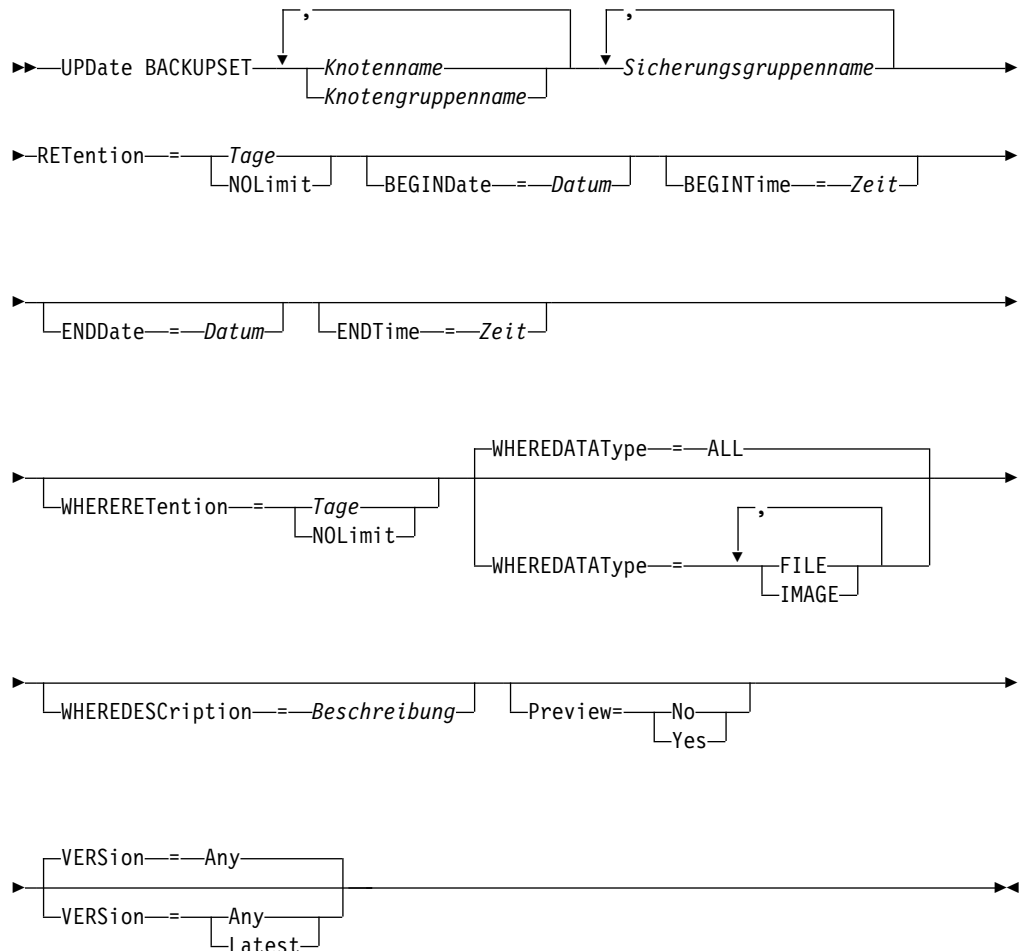 , ,
UPDate BACKUPSET Knotenname Sicherungsgruppenname
Knotengruppenname
RETention = Tage BEGINDate = Datum BEGINTime = Zeit
NOLimit
ENDDate = Datum ENDTime = Zeit
WHEREDATAType = ALL
WHERERETention = Tage ,
NOLimit
WHEREDATAType = FILE
IMAGE
WHEREDESCription = Beschreibung Preview= No
Yes
VERSion = Any
VERSion = Any
Latest